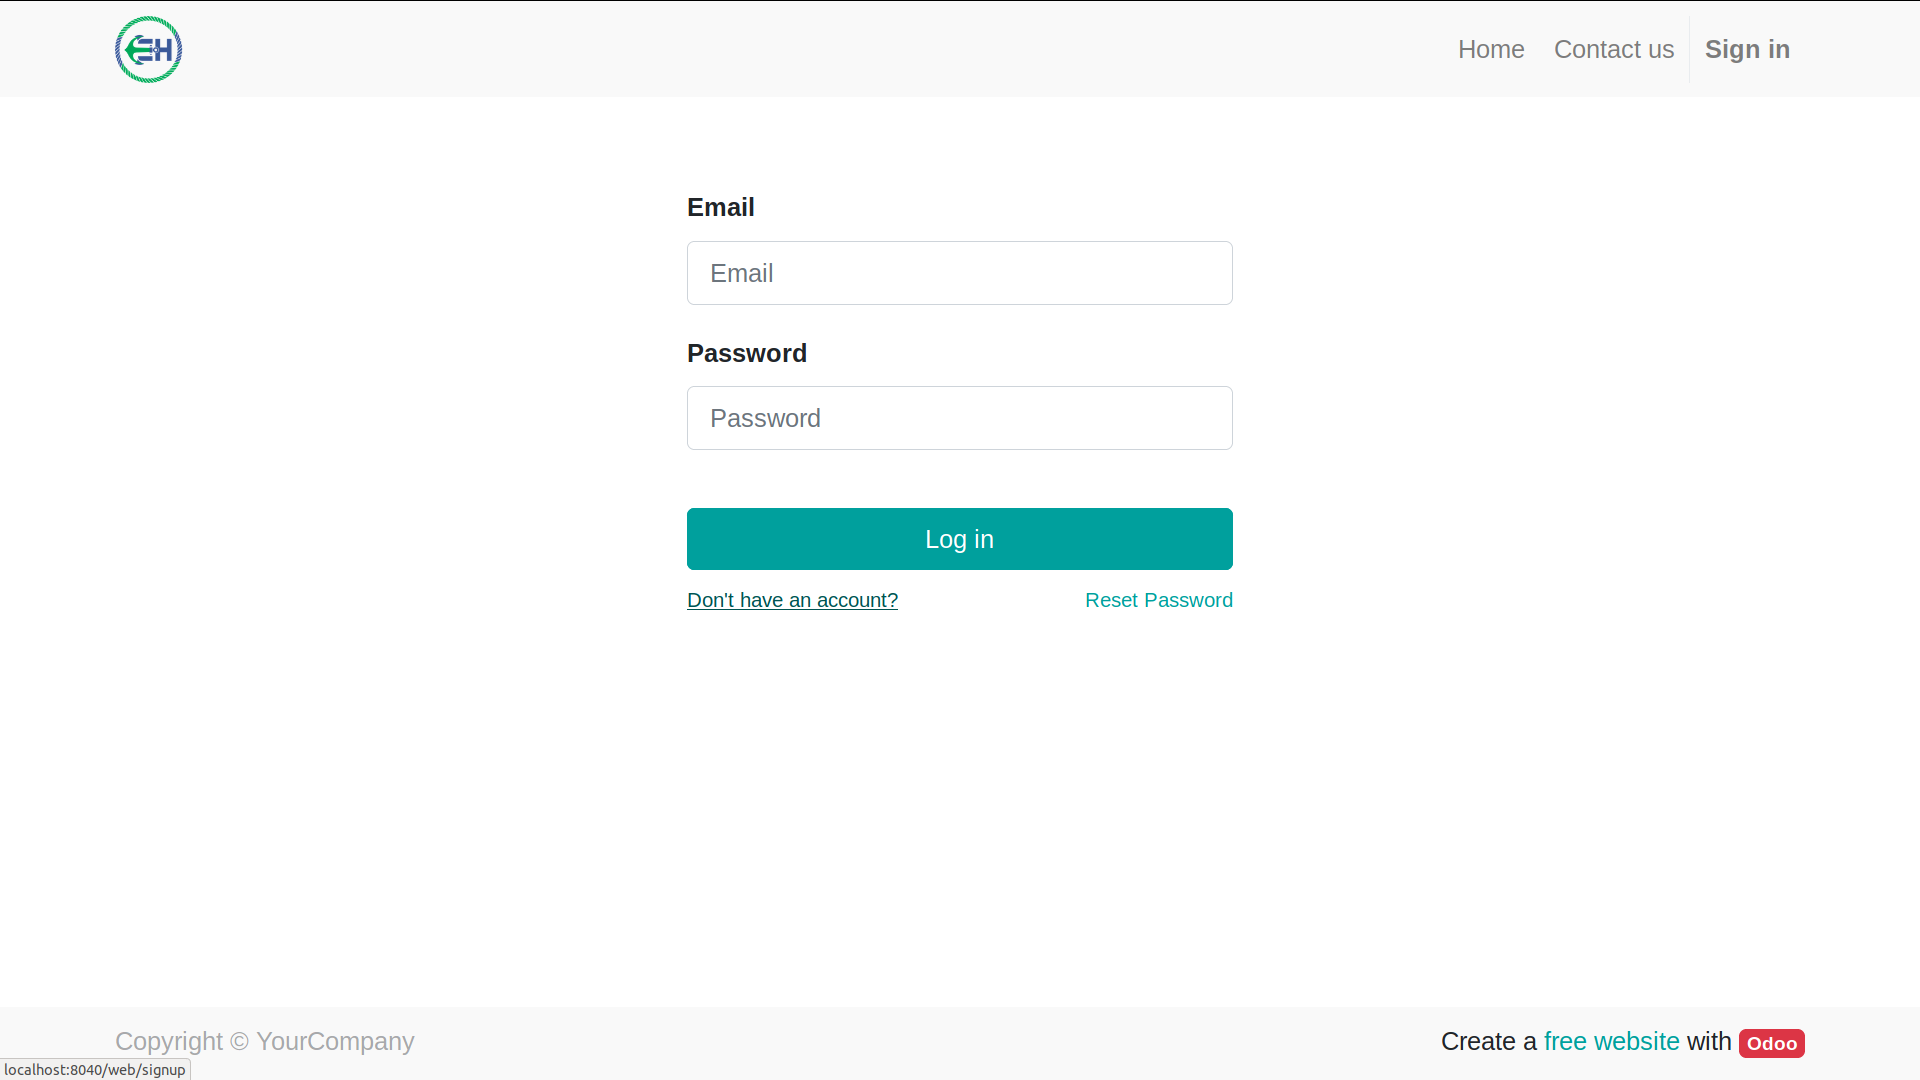 EH
Home Contact us Sign in
Email
Email
Password
Password
Log in
Don't have an account? Reset Password
Copyright © YourCompany
Create a free website with Odoo
localhost:8040/web/signup